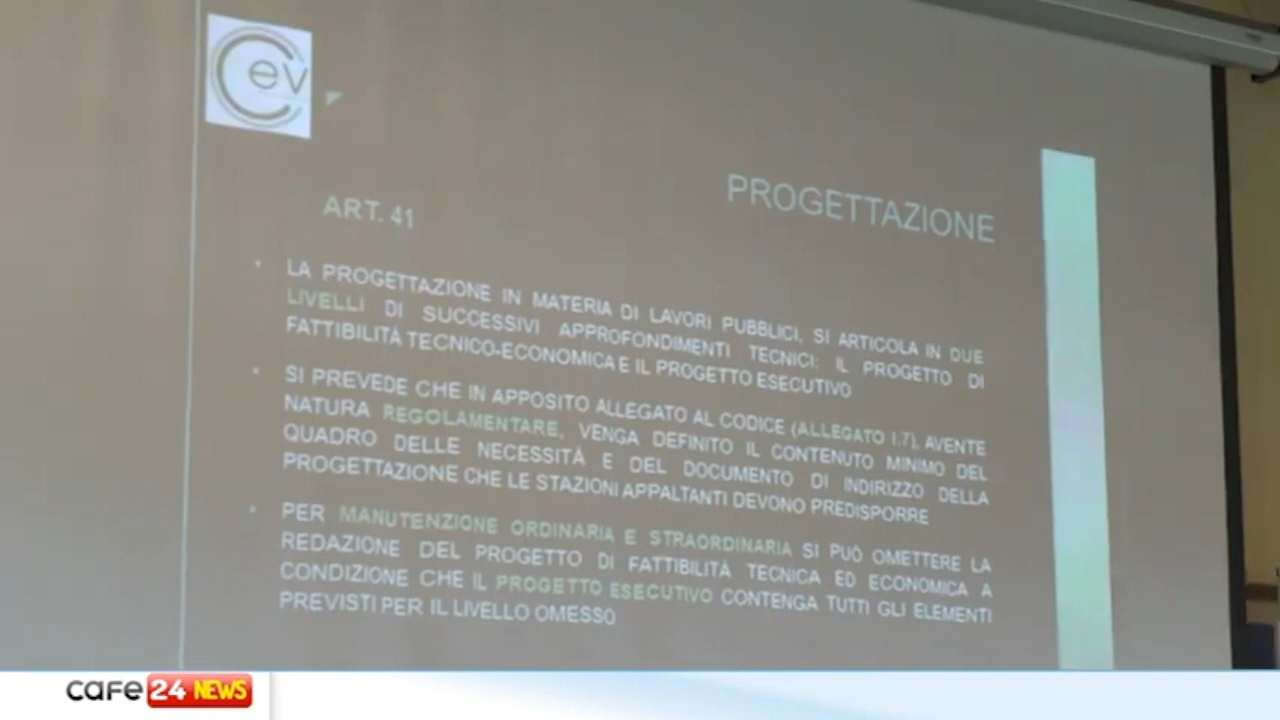 Cev
PROGETTAZIONE
ART. 41
LA PROGETTAZIONE IN MATERIA DI LAVORI PUBBLICI, SI ARTICOLA IN DUE
LIVELLI DI SUCCESSIVI APPROFONDIMENTI TECNICI: IL PROGETTO DI
FATTIBILITÀ TECNICO-ECONOMICA E IL PROGETTO ESECUTIVO
SI PREVEDE CHE IN APPOSITO ALLEGATO AL CODICE (ALLEGATO I.7), AVENTE
NATURA REGOLAMENTARE, VENGA DEFINITO IL CONTENUTO MINIMO DEL
QUADRO DELLE NECESSITÀ E DEL DOCUMENTO DI INDIRIZZO DELLA
PROGETTAZIONE CHE LE STAZIONI APPALTANTI DEVONO PREDISPORRE
PER MANUTENZIONE ORDINARIA E STRAORDINARIA SI PUÒ OMETTERE LA
REDAZIONE DEL PROGETTO DI FATTIBILITÀ TECNICA ED ECONOMICA A
CONDIZIONE CHE IL PROGETTO ESECUTIVO CONTENGA TUTTI GLI ELEMENTI
PREVISTI PER IL LIVELLO OMESSO
cafe 24 NEWS